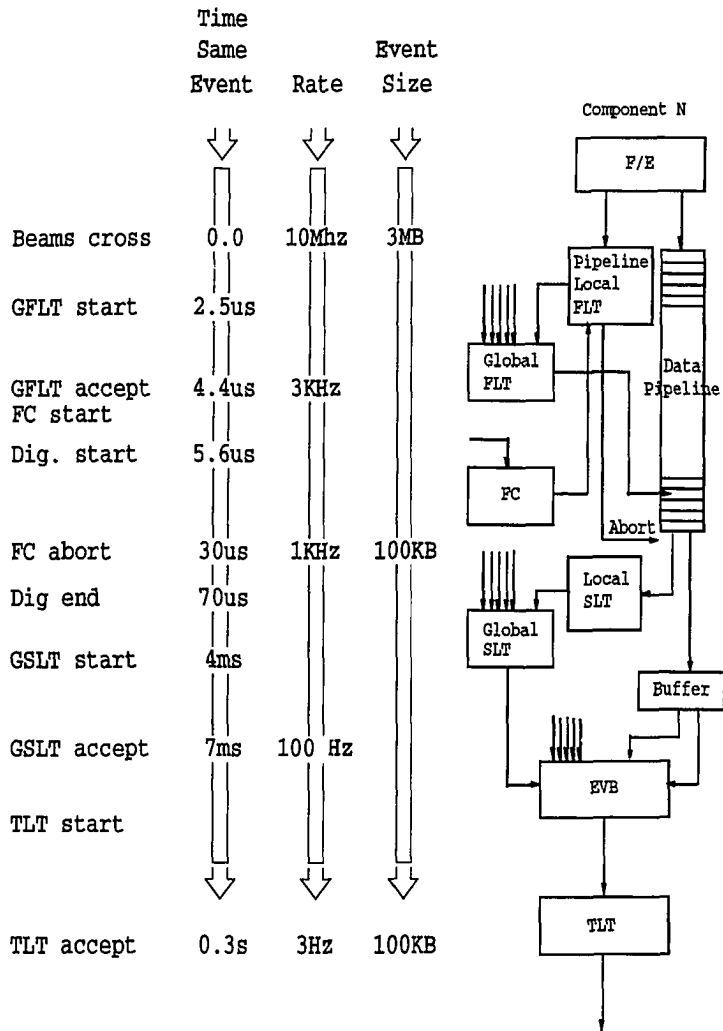 Time
Same Event
Event Rate Size
Component N
F/E
Beams cross 0.0 10Mhz 3MB
Pipeline
Local
FLT
GFLT start 2.5us
Global
FLT
Data
Pipeline
GFLT accept 4.4us 3KHz
FC start
Dig. start 5.6us
FC
Abort
FC abort 30us 1KHz 100KB
Local
SLT
Dig end 70us
Global
SLT
GSLT start 4ms
Buffer
GSLT accept 7ms 100 Hz
EVB
TLT start
TLT
TLT accept 0.3s 3Hz 100KB